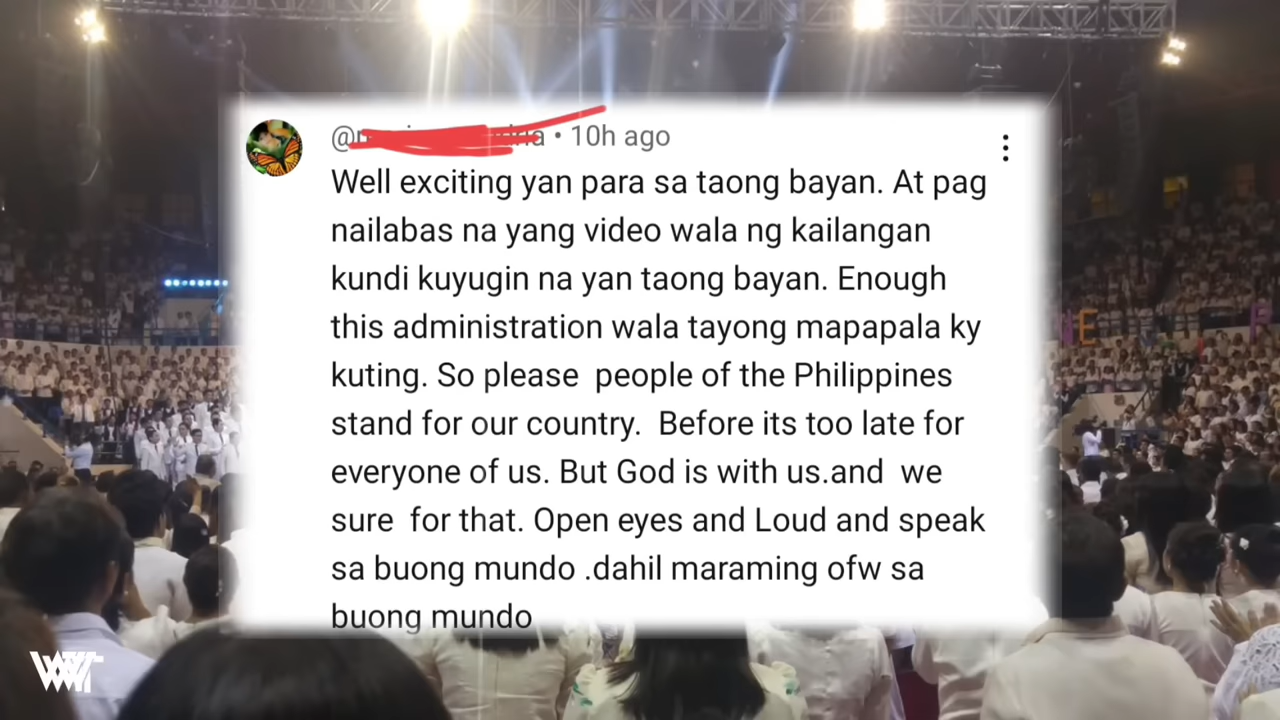 • 10h ago
Well exciting yan para sa taong bayan. At pag
nailabas na yang video wala ng kailangan
kundi kuyugin na yan taong bayan. Enough
this administration wala tayong mapapala ky
kuting. So please people of the Philippines
stand for our country. Before its too late for
everyone of us. But God is with us.and we
sure for that. Open eyes and Loud and speak
sa buong mundo .dahil maraming ofw sa
buong mundo